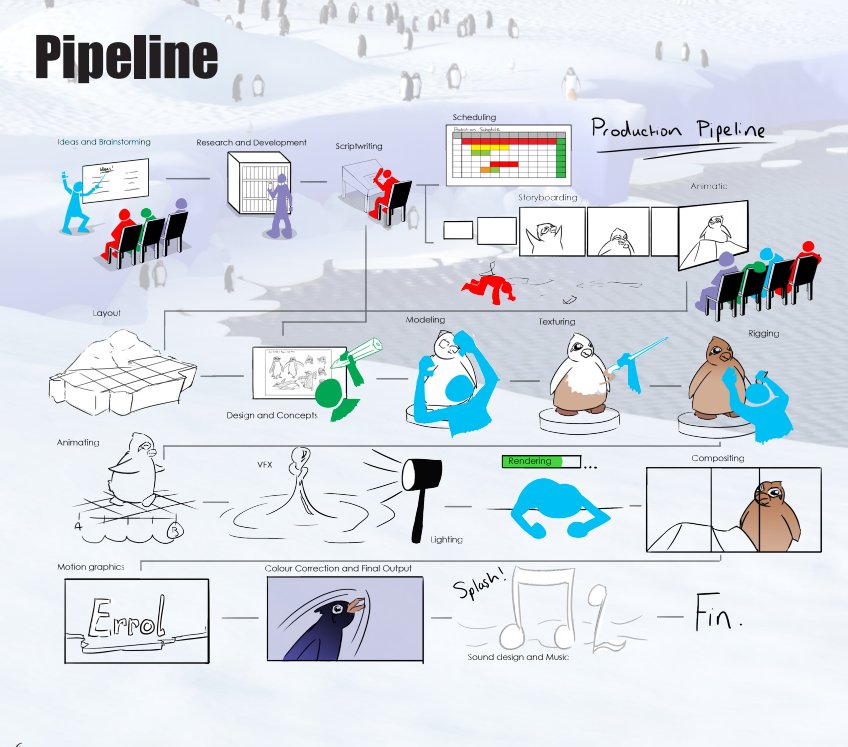 Pipeline
Scheduling
Production Schedule
Production Pipeline
Ideas and Brainstorming
Research and Development
Scriptwriting
Ideas!
Animatic
Storyboarding
Layout
Modeling
Texturing
Rigging
Design and Concepts
Animating
VFX
Rendering
...
Compositing
A
B
Lighting
Motion graphics
Colour Correction and Final Output
Errol
Splash!
Fin.
Sound design and Music